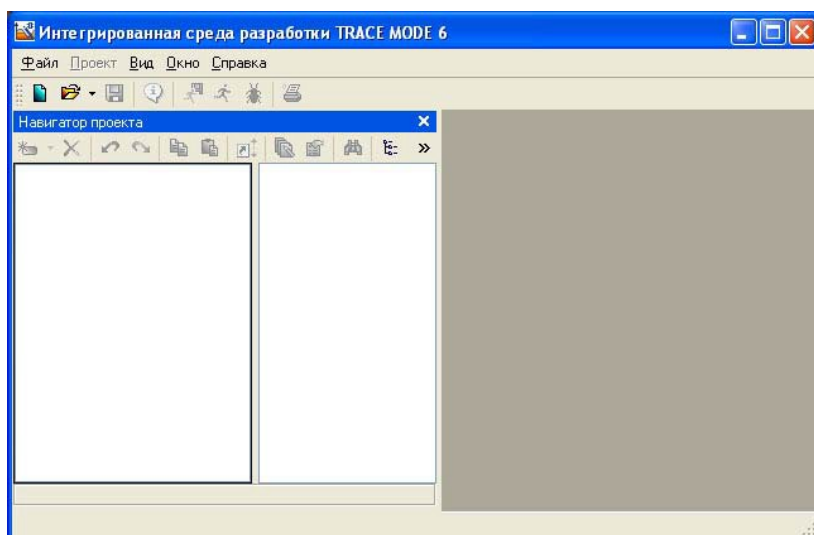 Интегрированная среда разработки TRACE MODE 6
Файл Проект Вид Окно Справка
Навигатор проекта